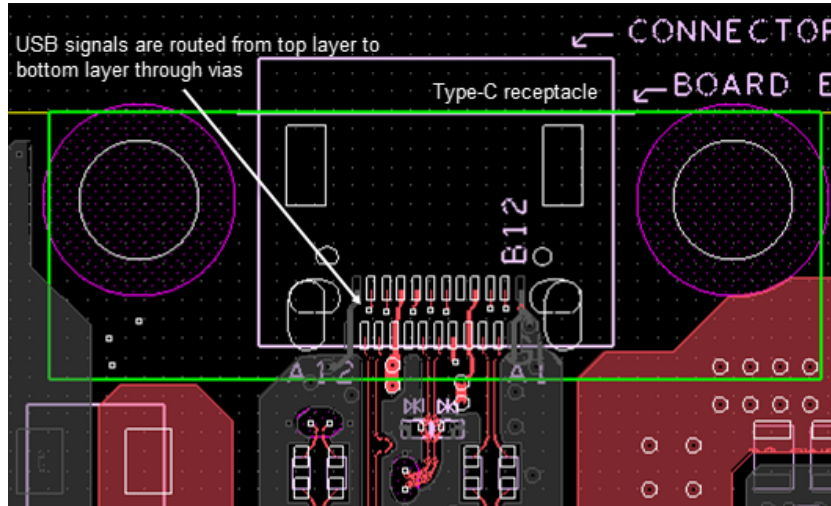 USB signals are routed from top layer to
bottom layer through vias
CONNECTOR
Type-C receptacle
BOARD E
B12
A12
A1